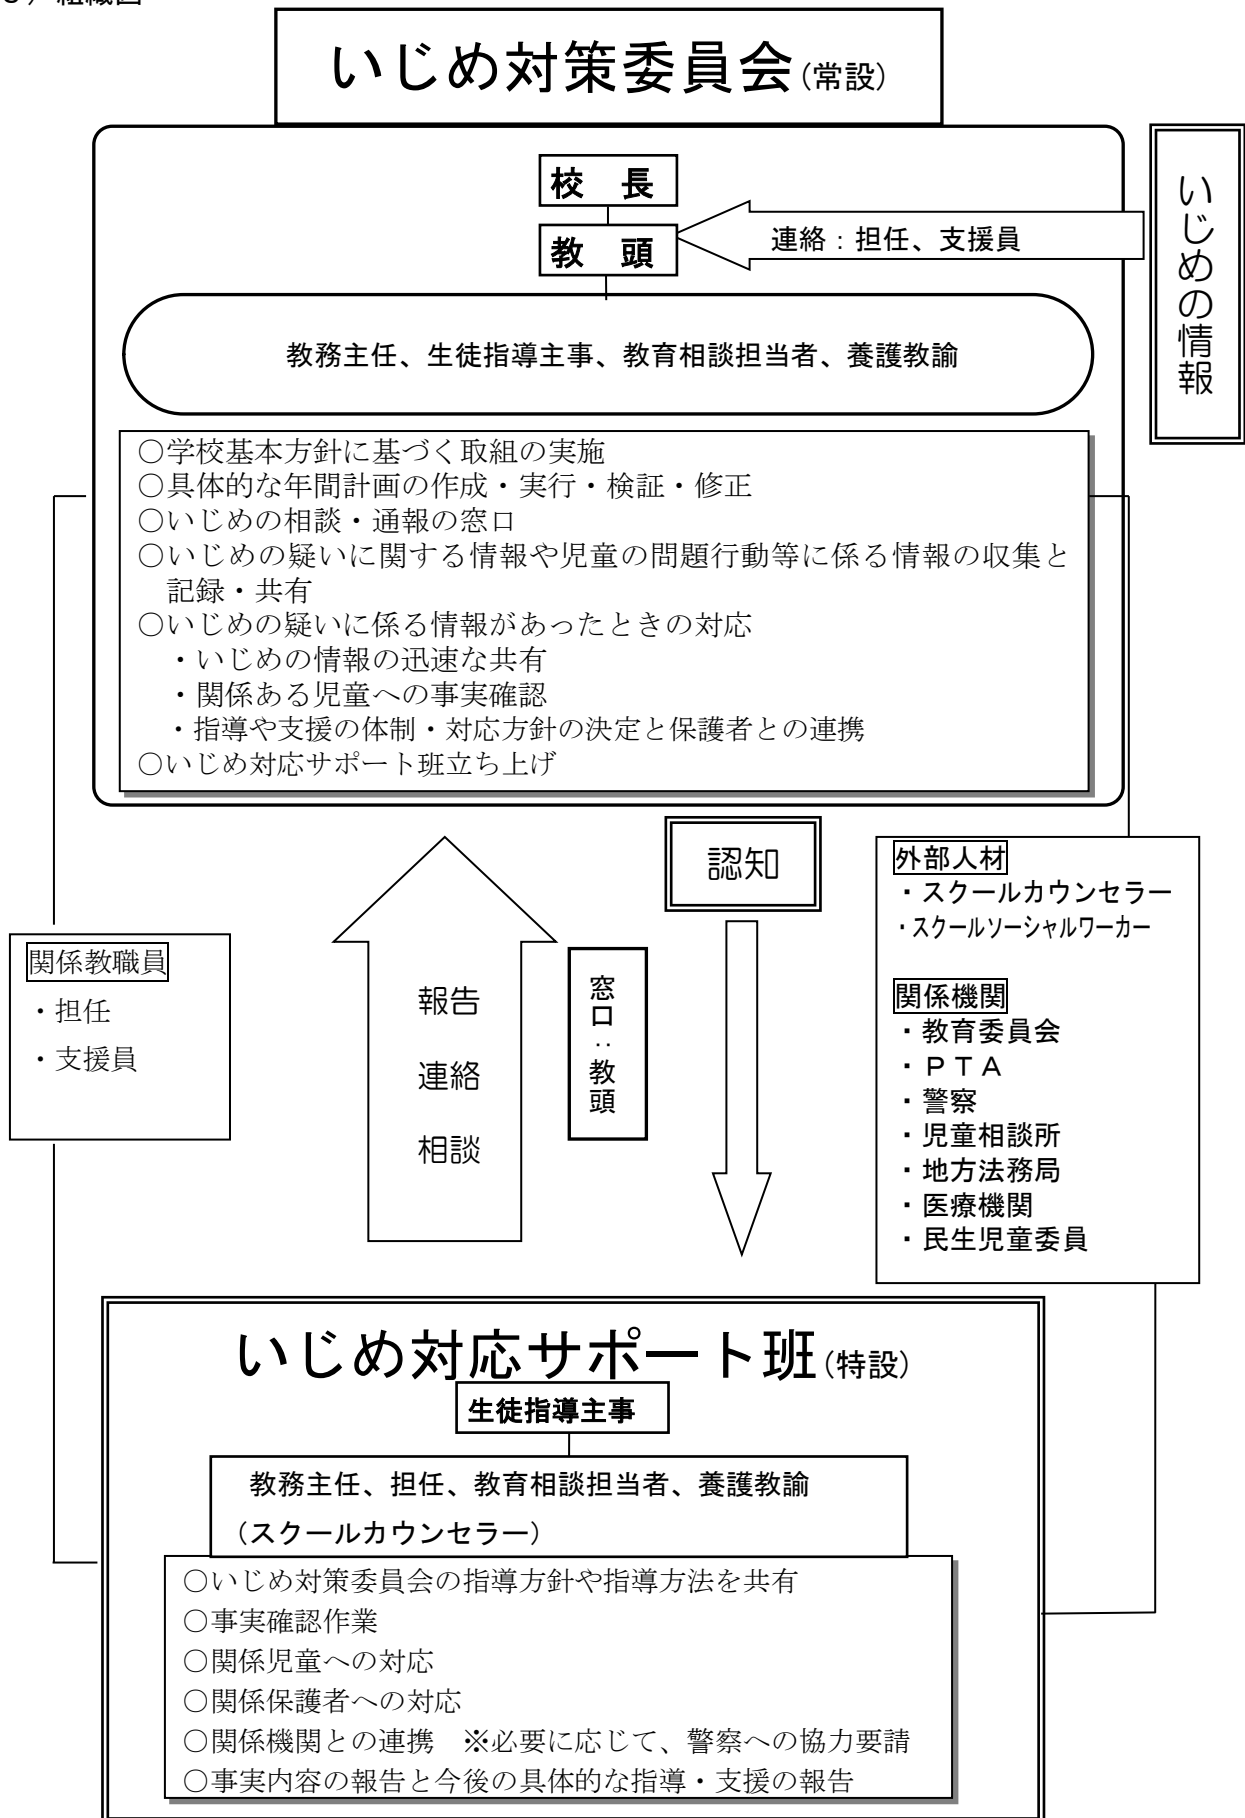 いじめ対策委員会(常設)
校　長
教　頭
連絡：担任、支援員
いじめの情報
教務主任、生徒指導主事、教育相談担当者、養護教諭
○学校基本方針に基づく取組の実施
○具体的な年間計画の作成・実行・検証・修正
○いじめの相談・通報の窓口
○いじめの疑いに関する情報や児童の問題行動等に係る情報の収集と
記録・共有
○いじめの疑いに係る情報があったときの対応
・いじめの情報の迅速な共有
・関係ある児童への事実確認
・指導や支援の体制・対応方針の決定と保護者との連携
○いじめ対応サポート班立ち上げ
認知
外部人材
・スクールカウンセラー
・スクールソーシャルワーカー
関係機関
・教育委員会
・ＰＴＡ
・警察
・児童相談所
・地方法務局
・医療機関
・民生児童委員
関係教職員
・担任
・支援員
報告
連絡
相談
窓口：教頭
いじめ対応サポート班(特設)
生徒指導主事
教務主任、担任、教育相談担当者、養護教諭
（スクールカウンセラー）
○いじめ対策委員会の指導方針や指導方法を共有
○事実確認作業
○関係児童への対応
○関係保護者への対応
○関係機関との連携　※必要に応じて、警察への協力要請
○事実内容の報告と今後の具体的な指導・支援の報告